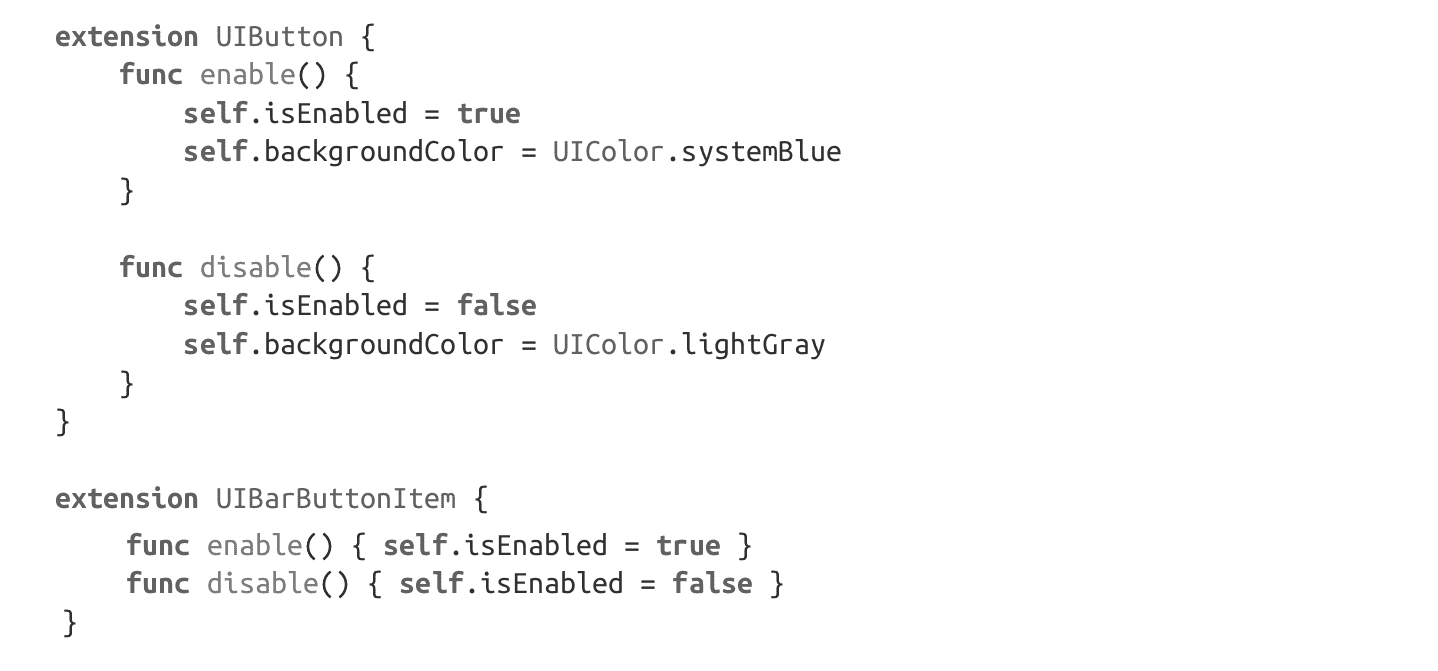 extension UIButton {
    func enable() {
        self.isEnabled = true
        self.backgroundColor = UIColor.systemBlue
    }

    func disable() {
        self.isEnabled = false
        self.backgroundColor = UIColor.lightGray
    }
}

extension UIBarButtonItem {
    func enable() { self.isEnabled = true }
    func disable() { self.isEnabled = false }
}